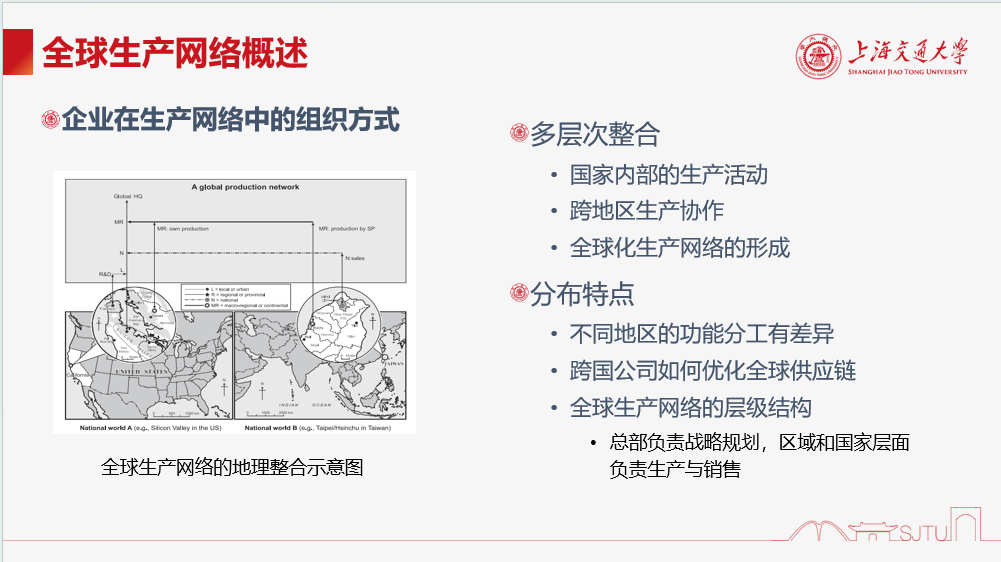 全球生产网络概述
上海交通大学
SHANGHAI JIAO TONG UNIVERSITY
企业在生产网络中的组织方式
A global production network
Global: HQ
MR
MR: own production
MR: production by SP
N
N:sales
L
R&D
L = local or urban
R = regional or provincial
N = national
MR = macro-regional or continental
California
UNITED STATES
TAIWAN
INDIAN OCEAN
National world A (e.g., Silicon Valley in the US)
National world B (e.g., Taipei/Hsinchu in Taiwan)
全球生产网络的地理整合示意图
多层次整合
• 国家内部的生产活动
• 跨地区生产协作
• 全球化生产网络的形成
分布特点
• 不同地区的功能分工有差异
• 跨国公司如何优化全球供应链
• 全球生产网络的层级结构
• 总部负责战略规划，区域和国家层面
负责生产与销售
SJTU